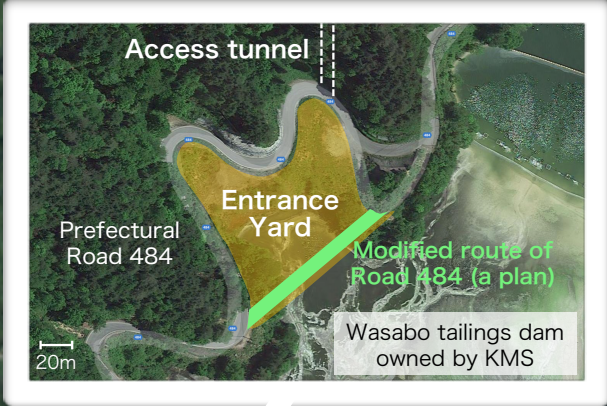 Access tunnel
Entrance
Yard
Prefectural
Road 484
Modified route of
Road 484 (a plan)
Wasabo tailings dam
owned by KMS
20m